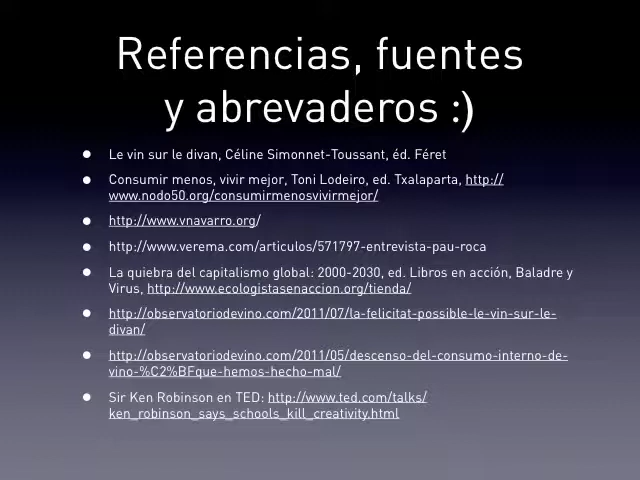 Referencias, fuentes
y abrevaderos :)
• Le vin sur le divan, Céline Simonnet-Toussant, éd. Féret
• Consumir menos, vivir mejor, Toni Lodeiro, ed. Txalaparta, http://
www.nodo50.org/consumirmenosvivirmejor/
• http://www.vnavarro.org/
• http://www.verema.com/articulos/571797-entrevista-pau-roca
• La quiebra del capitalismo global: 2000-2030, ed. Libros en acción, Baladre y
Virus, http://www.ecologistasenaccion.org/tienda/
• http://observatoriodevino.com/2011/07/la-felicitat-possible-le-vin-sur-le-
divan/
• http://observatoriodevino.com/2011/05/descenso-del-consumo-interno-de-
vino-%C2%BFque-hemos-hecho-mal/
• Sir Ken Robinson en TED: http://www.ted.com/talks/
ken_robinson_says_schools_kill_creativity.html